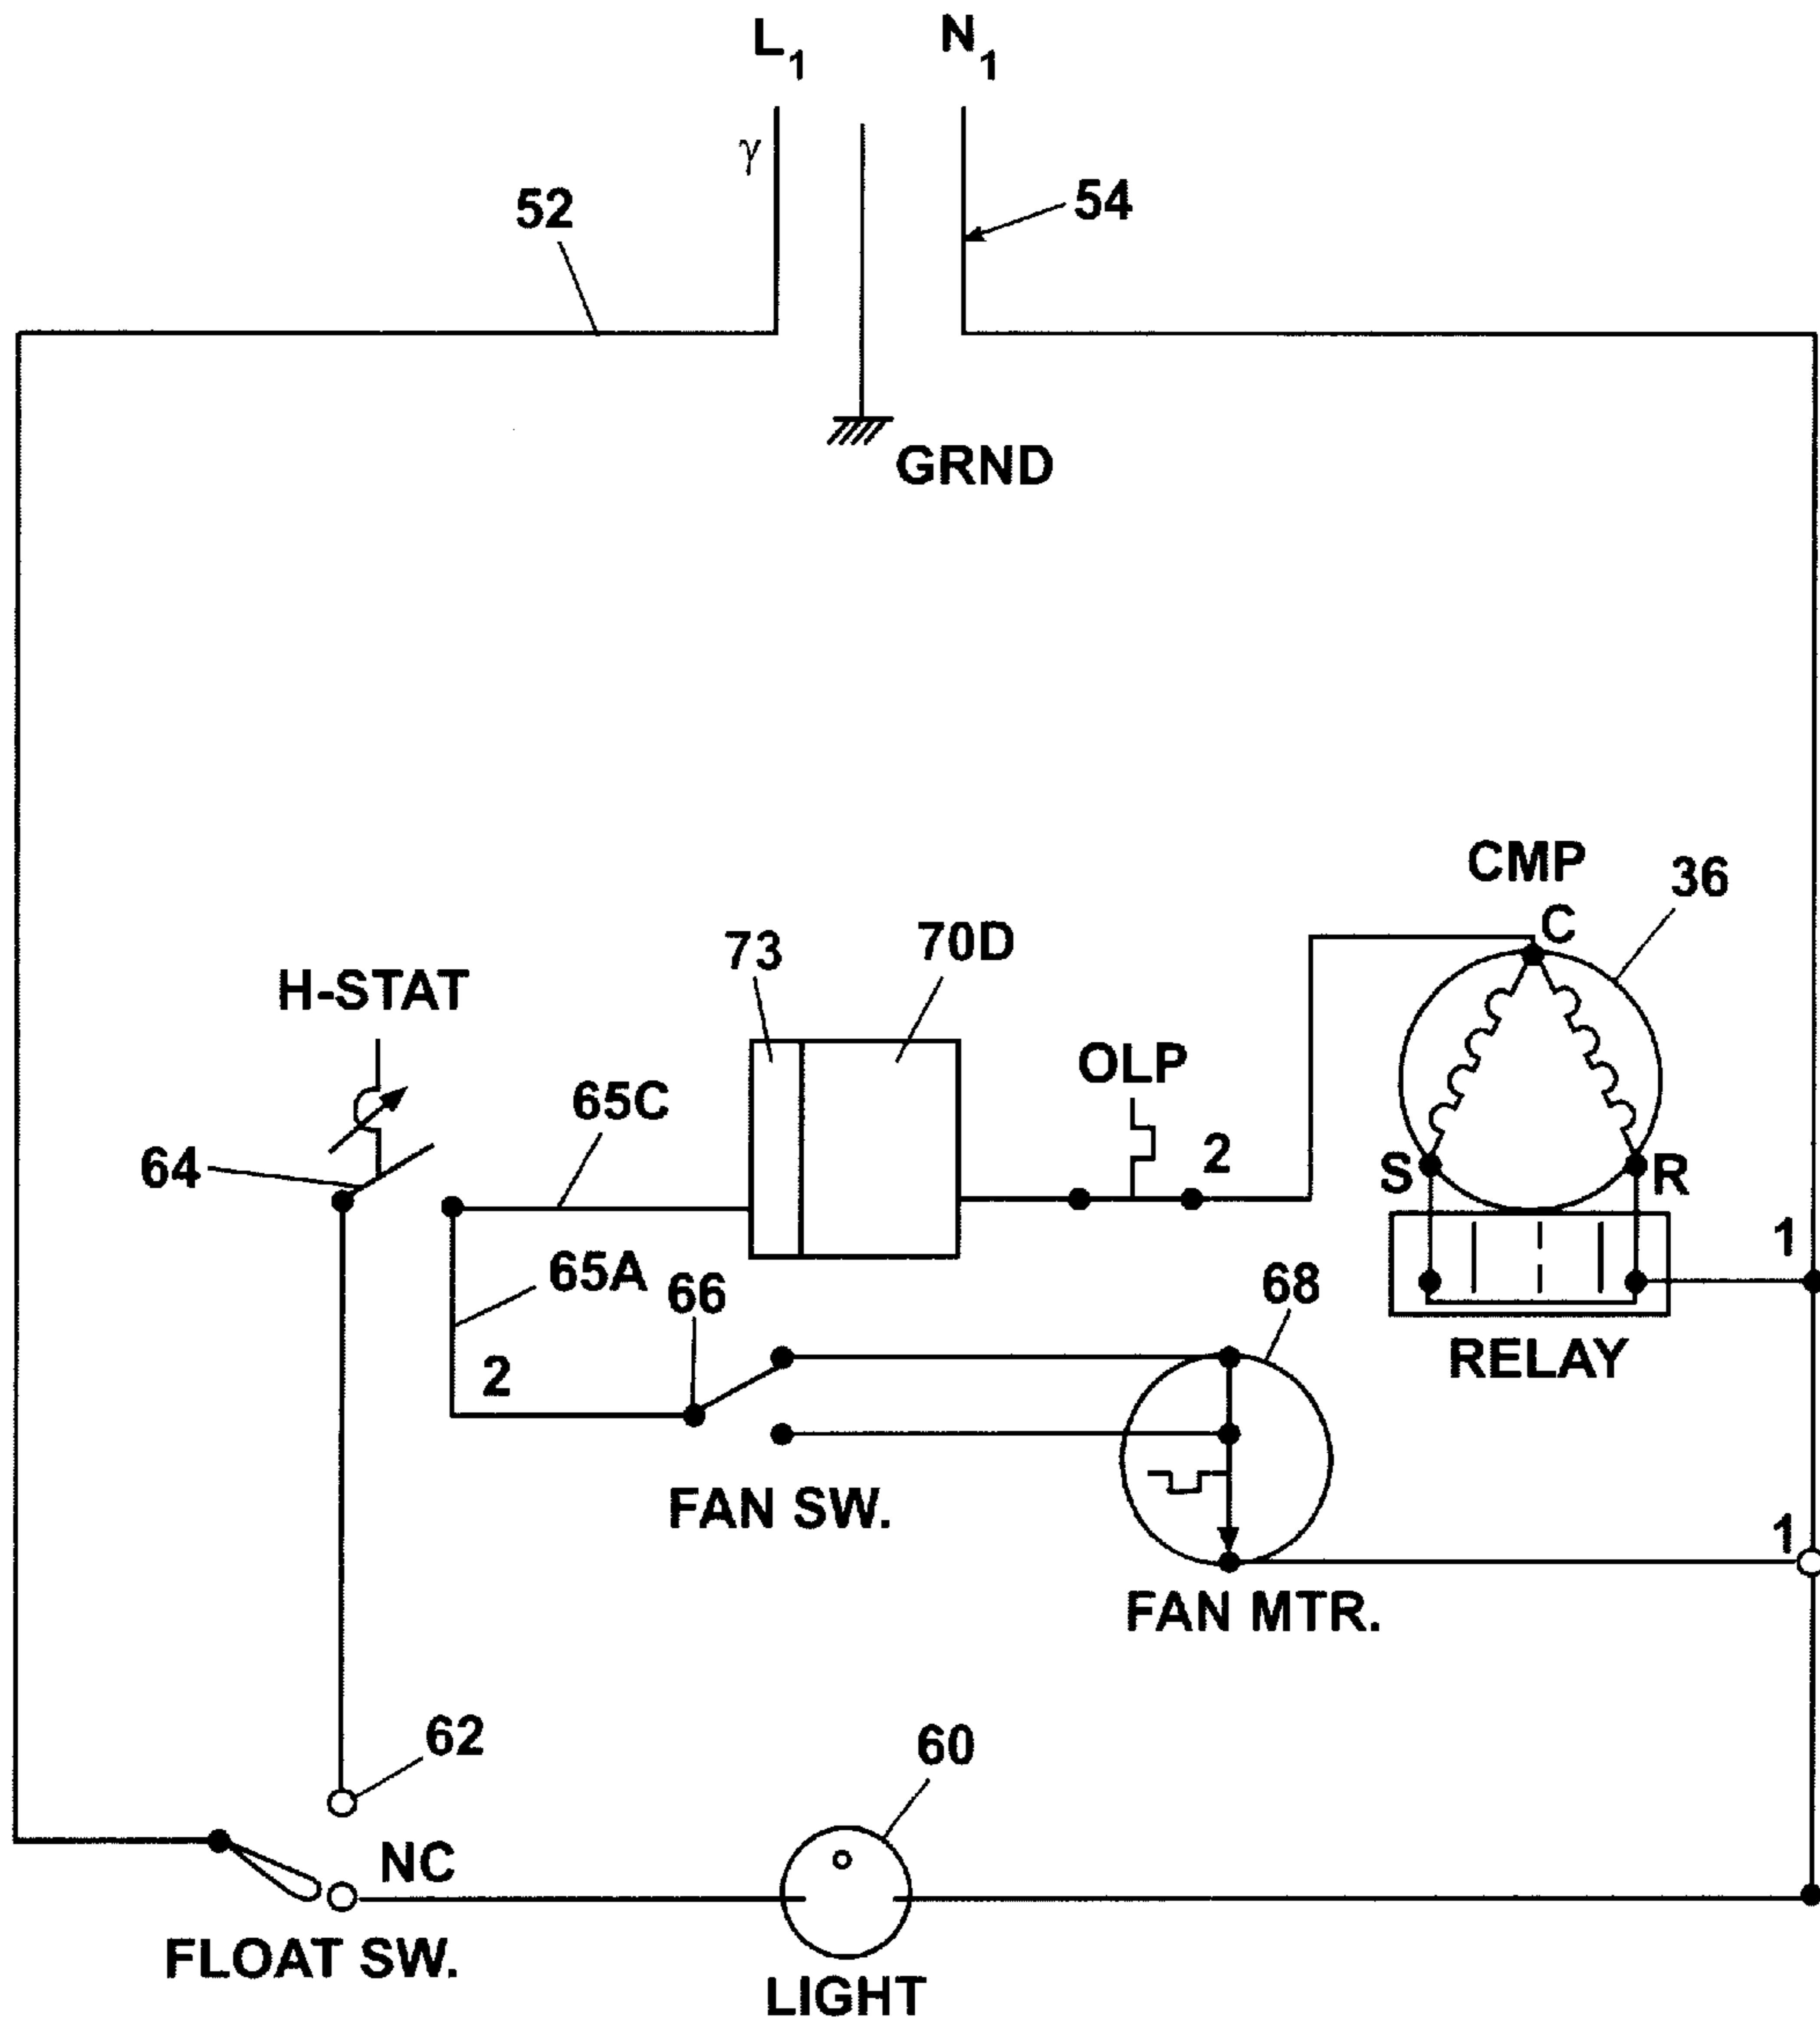 L1 N1
γ
52
54
GRND
CMP
36
C
73
70D
H-STAT
OLP
65C
64
2
S
R
1
65A
66
68
2
RELAY
FAN SW.
1
FAN MTR.
62
60
NC
FLOAT SW.
LIGHT